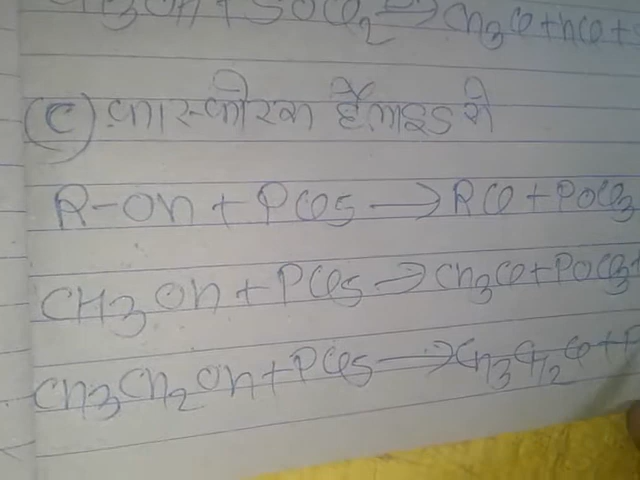 CH3OH + SOCl2 → CH3Cl + HCl +
(C) फास्फोरस हैलाइड से
R-OH + PCl5 → RCl + POCl3
CH3OH + PCl5 → CH3Cl + POCl3 +
CH3CH2OH + PCl5 → CH3CH2Cl + P